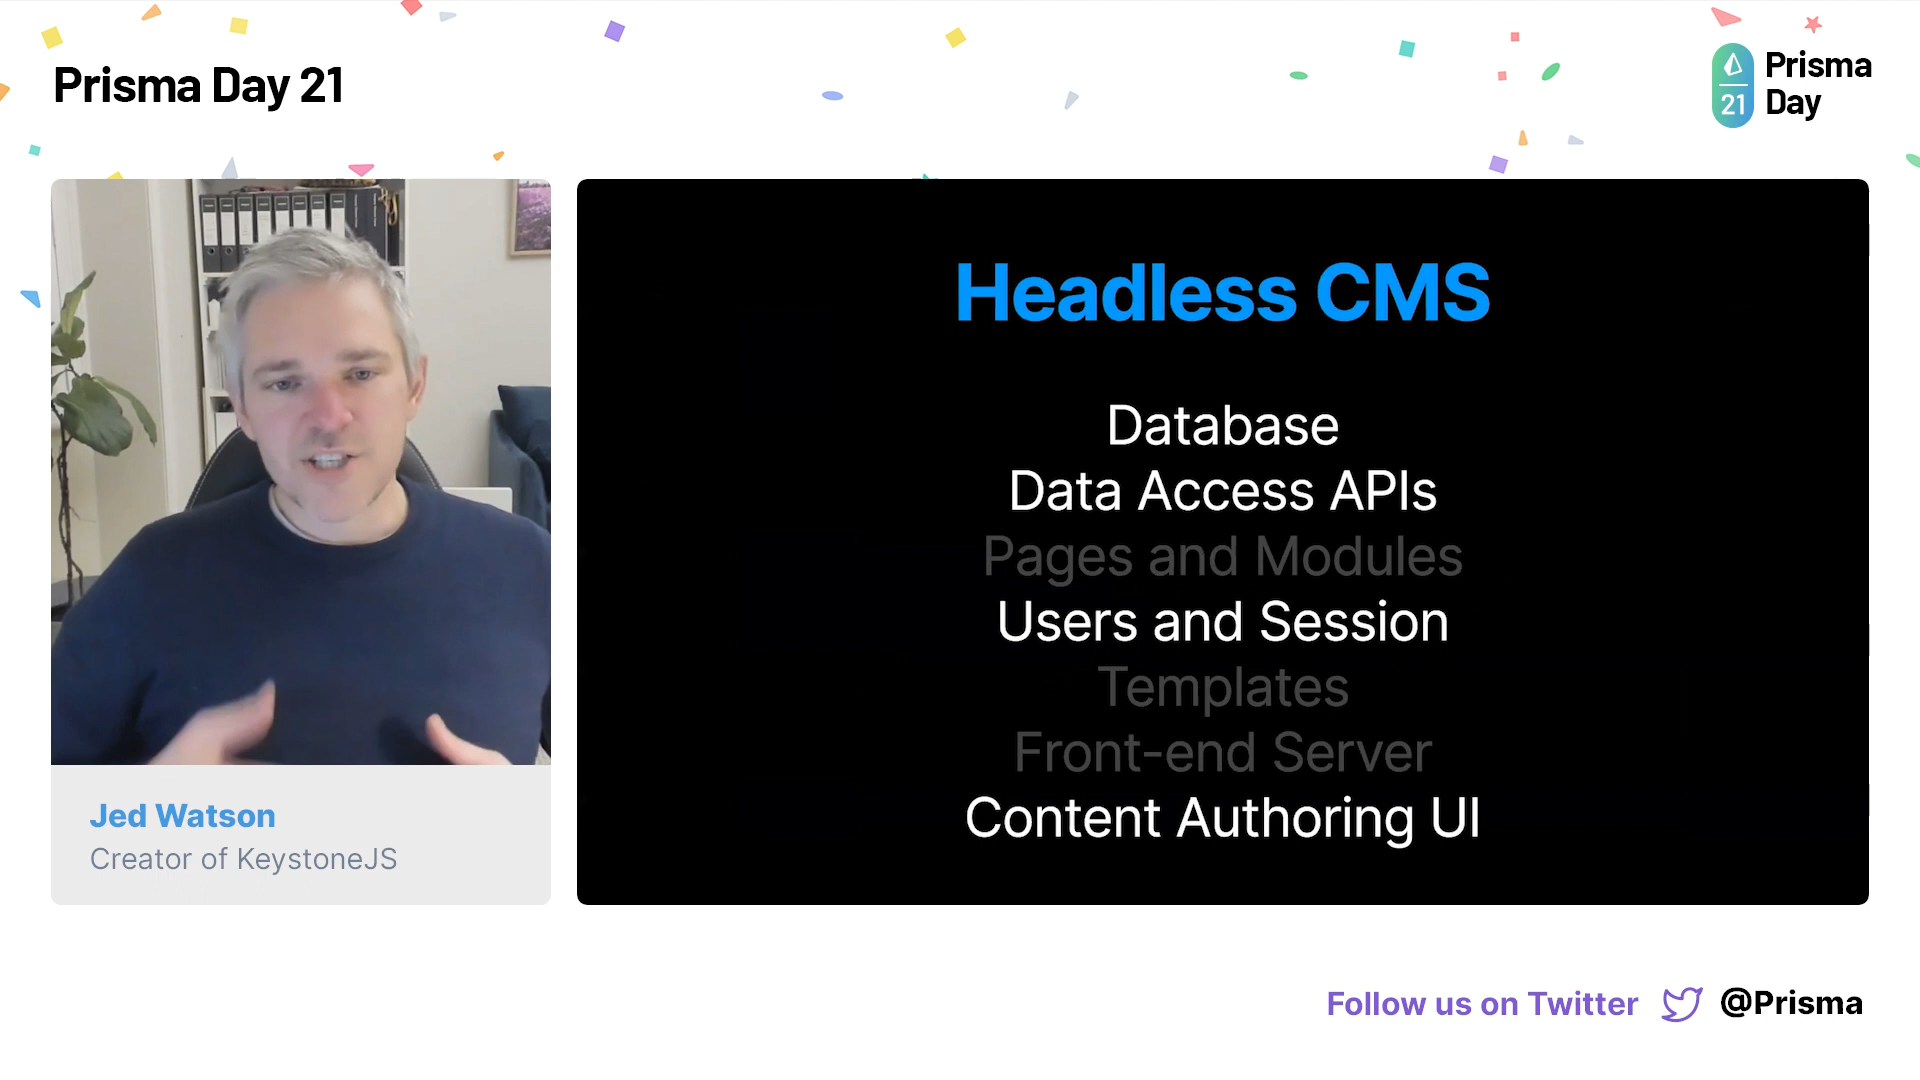 Prisma Day 21
Prisma
Day
21
Headless CMS
Database
Data Access APIs
Pages and Modules
Users and Session
Templates
Front-end Server
Content Authoring UI
Jed Watson
Creator of KeystoneJS
Follow us on Twitter @Prisma